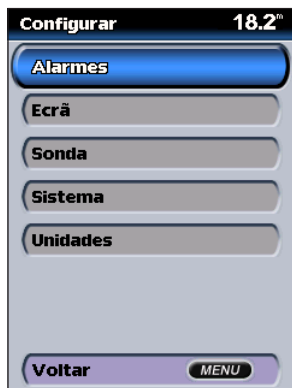 Configurar 18.2m
Alarmes
Ecrã
Sonda
Sistema
Unidades
Voltar MENU